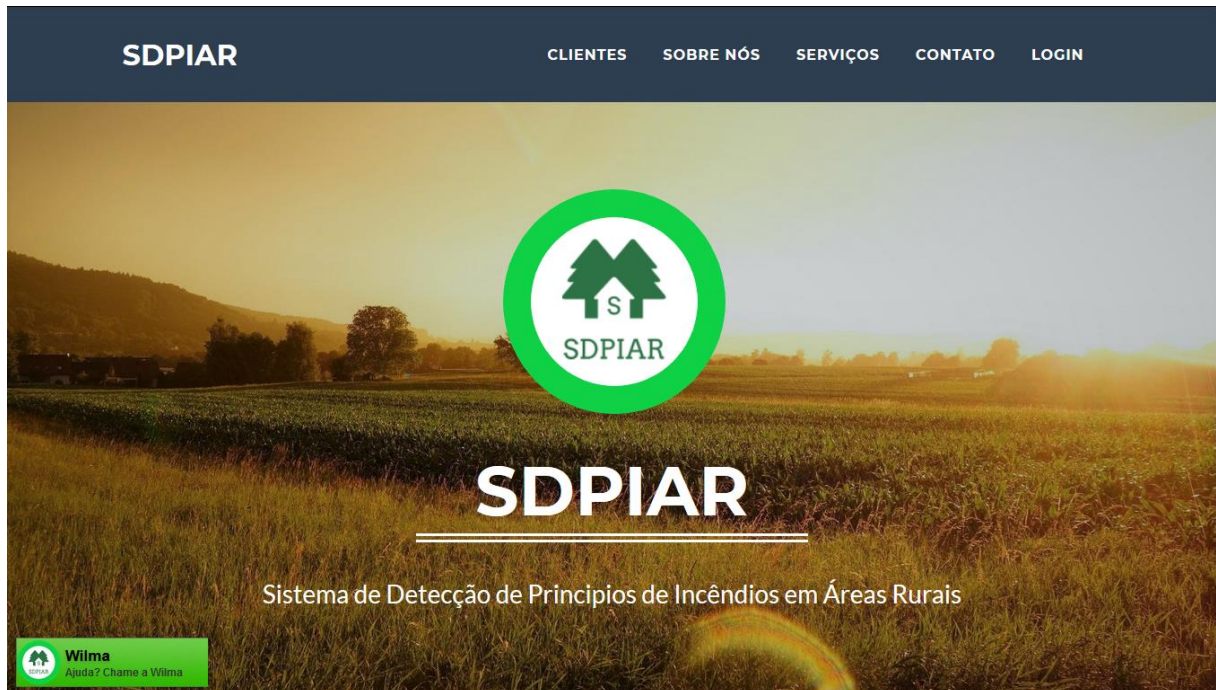 SDPIAR
CLIENTES SOBRE NÓS SERVIÇOS CONTATO LOGIN
S
SDPIAR
SDPIAR
Sistema de Detecção de Principios de Incêndios em Áreas Rurais
SDPIAR
Wilma
Ajuda? Chame a Wilma